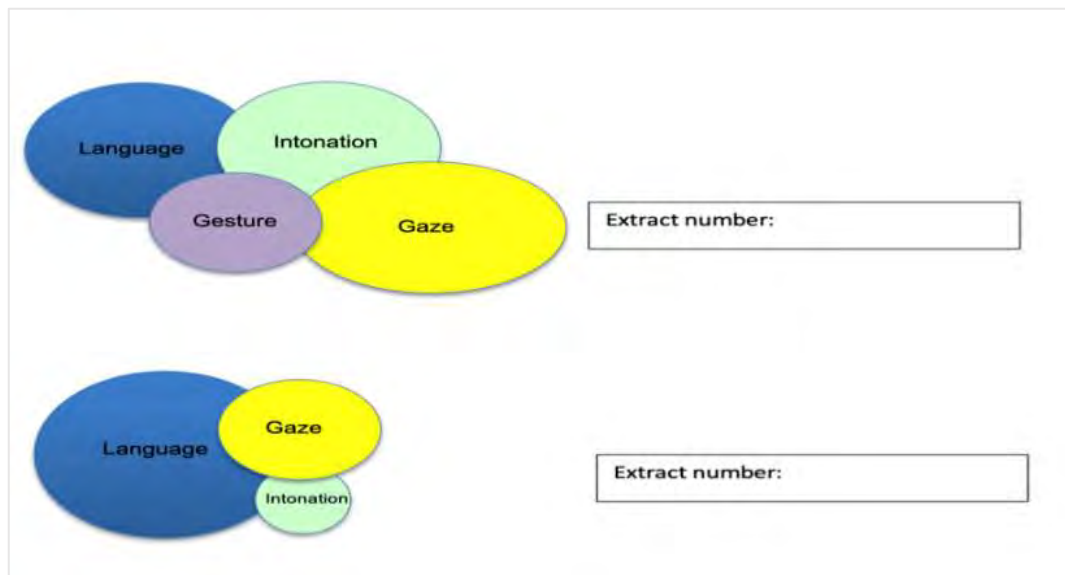 Language
Intonation
Gesture
Gaze
Extract number:
Language
Gaze
Intonation
Extract number: